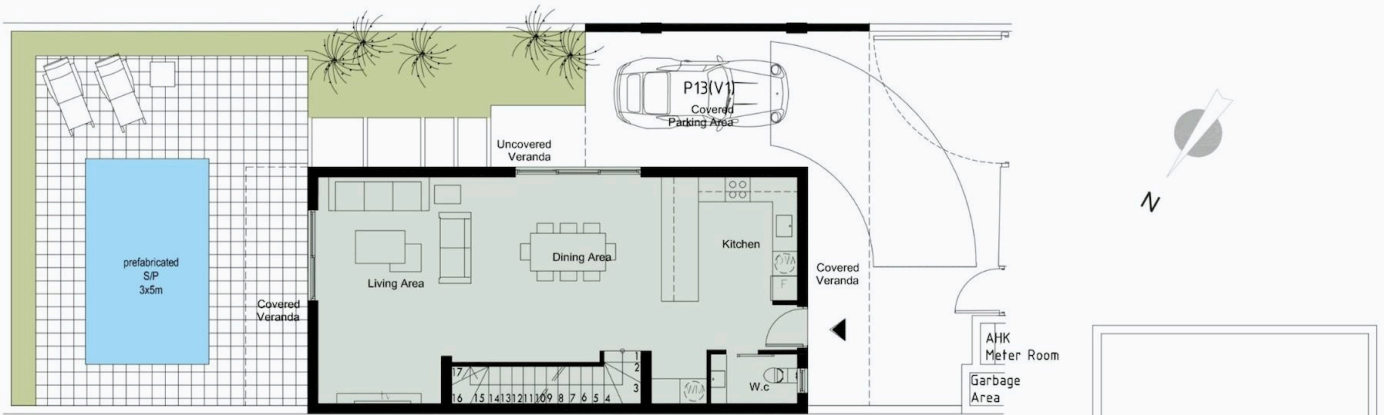 P13(V1)
Covered
Parking Area
Uncovered
Veranda
N
Kitchen
Dining Area
prefabricated
S/P
3x5m
Living Area
Covered
Veranda
Covered
Veranda
F
AHK
Meter Room
Garbage
Area
W.c
1
2
3
17
16 15 14 13 12 11 10 9 8 7 6 5 4